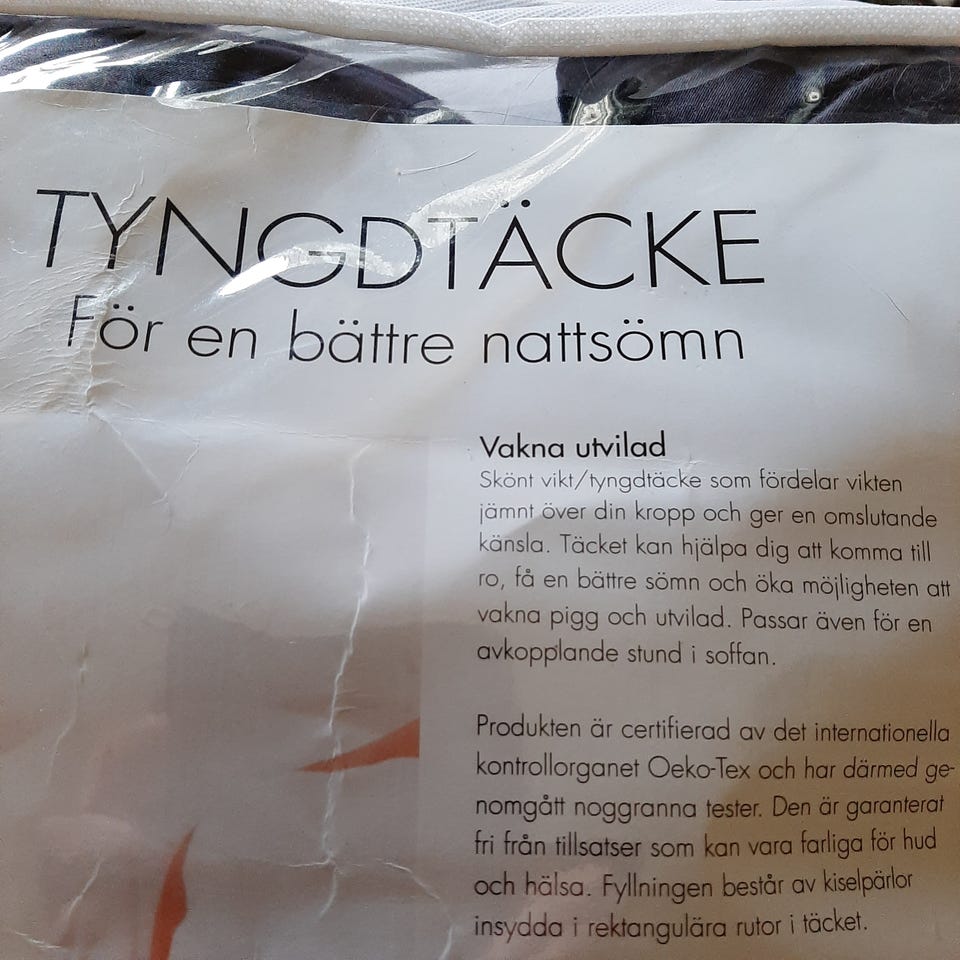 TYNGDTÄCKE
För en bättre nattsömn
Vakna utvilad
Skönt vikt/tyngdtäcke som fördelar vikten
jämnt över din kropp och ger en omslutande
känsla. Täcket kan hjälpa dig att komma till
ro, få en bättre sömn och öka möjligheten att
vakna pigg och utvilad. Passar även för en
avkopplande stund i soffan.
Produkten är certifierad av det internationella
kontrollorganet Oeko-Tex och har därmed ge-
nomgått noggranna tester. Den är garanterat
fri från tillsatser som kan vara farliga för hud
och hälsa. Fyllningen består av kiselpärlor
insydda i rektangulära rutor i täcket.